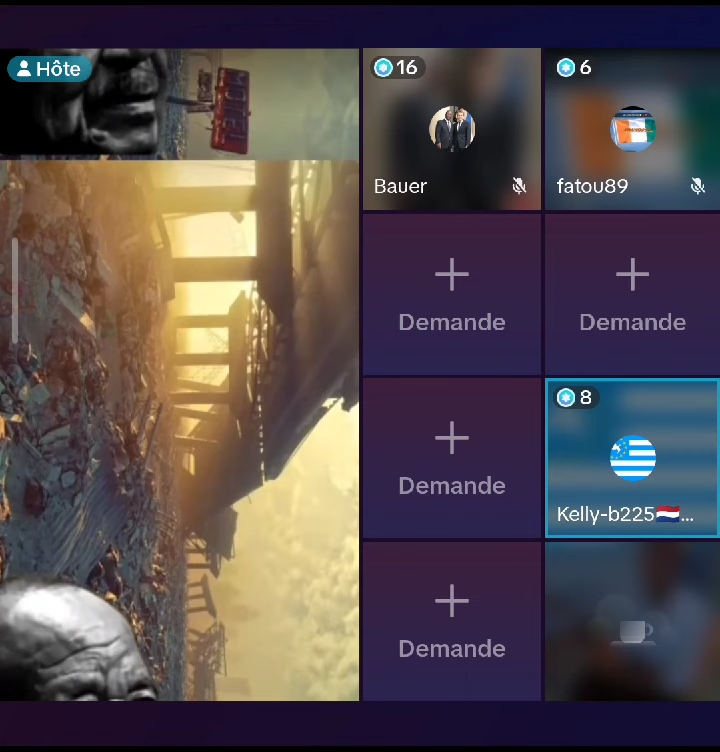 Hôte
16
Bauer
6
fatou89
Demande
Demande
Demande
8
Kelly-b225🇳🇱...
Demande